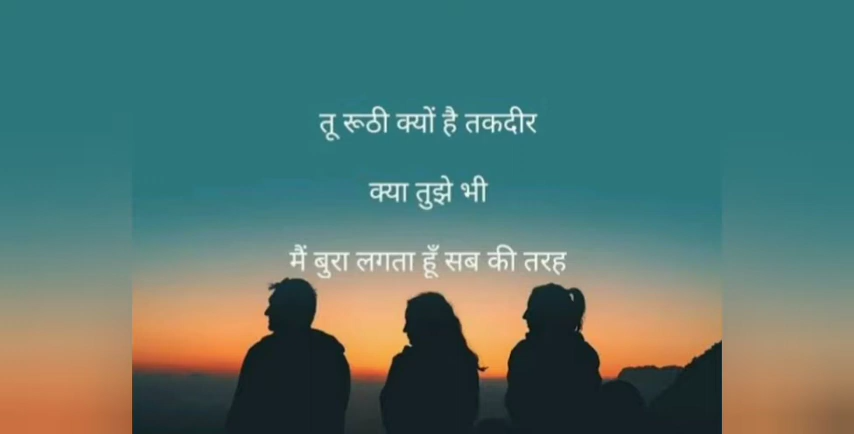 तू रूठी क्यों है तकदीर
क्या तुझे भी
मैं बुरा लगता हूँ सब की तरह